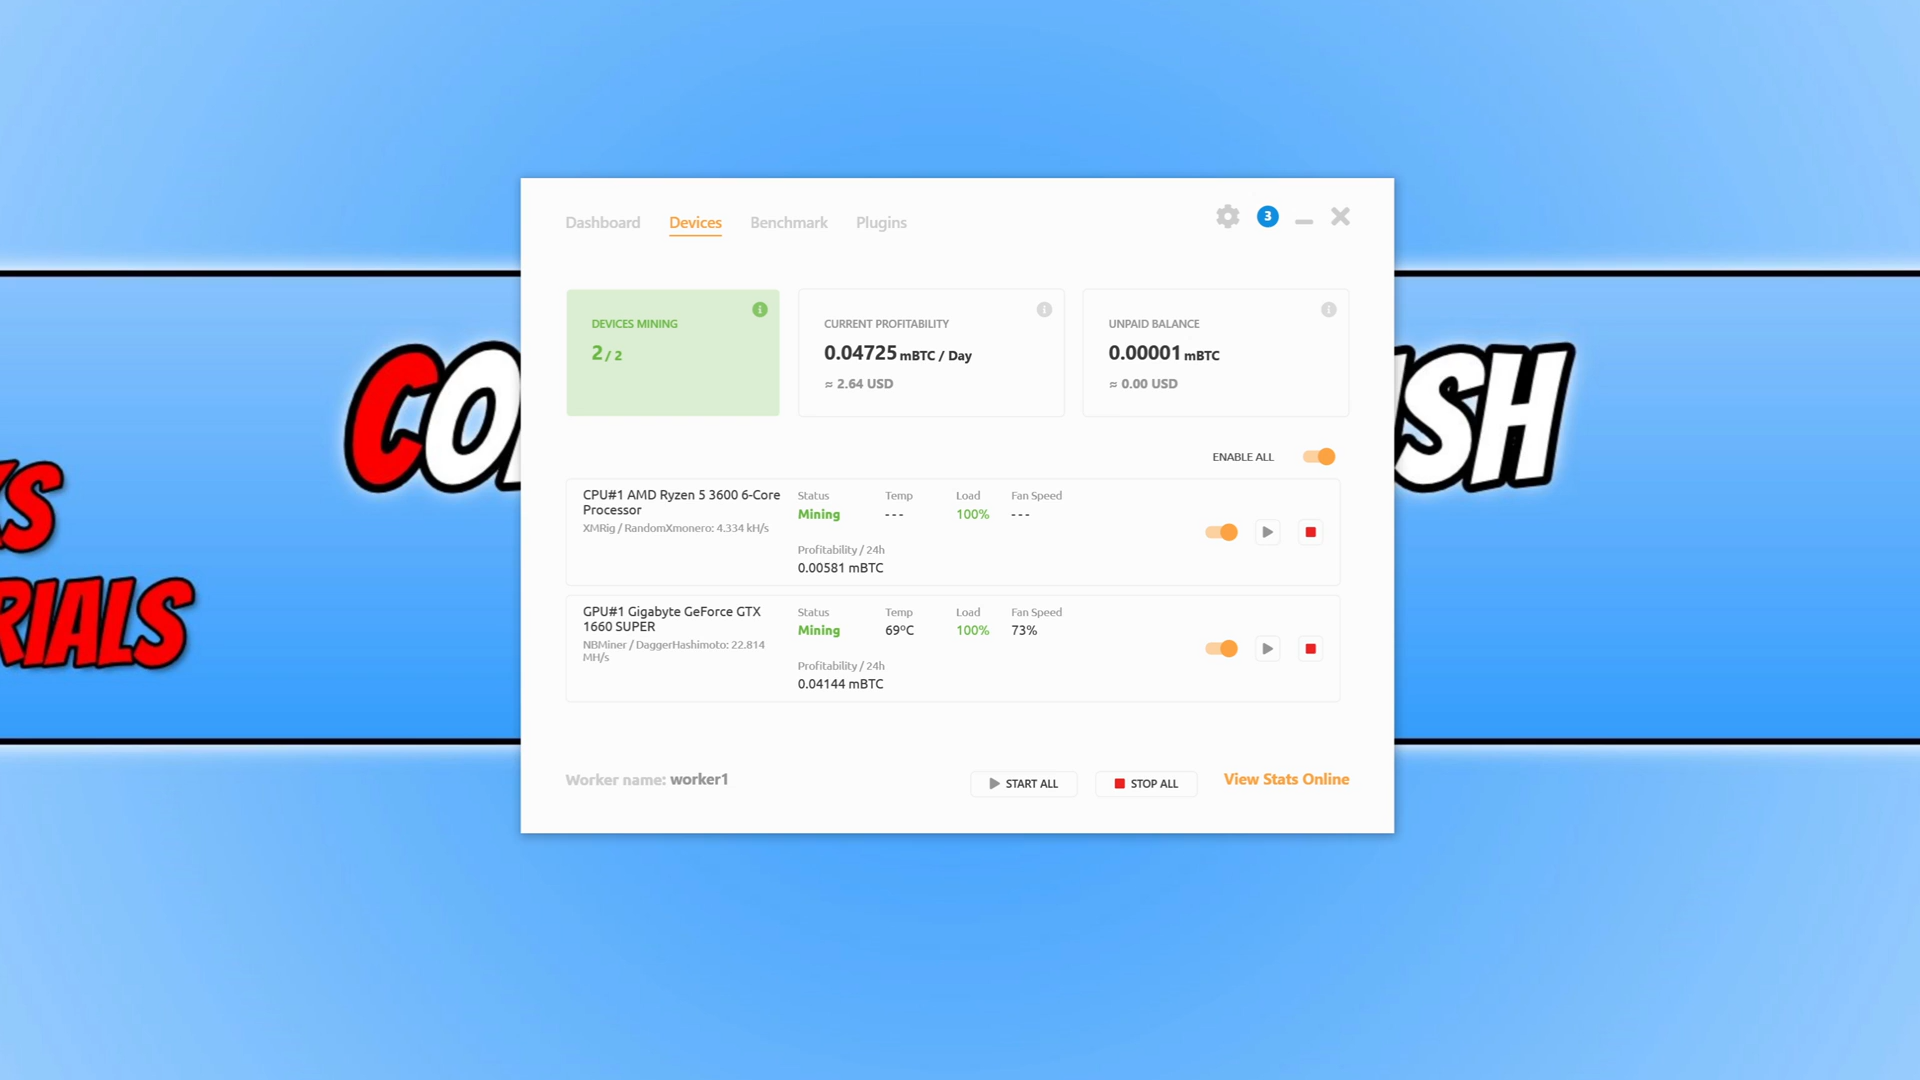 Dashboard Devices Benchmark Plugins 3
DEVICES MINING
2 / 2
CURRENT PROFITABILITY
0.04725 mBTC / Day
≈ 2.64 USD
UNPAID BALANCE
0.00001 mBTC
≈ 0.00 USD
ENABLE ALL
CPU#1 AMD Ryzen 5 3600 6-Core
Processor
XMRig / RandomXmonero: 4.334 kH/s
Status Temp Load Fan Speed
Mining --- 100% ---
Profitability / 24h
0.00581 mBTC
GPU#1 Gigabyte GeForce GTX
1660 SUPER
NBMiner / DaggerHashimoto: 22.814
MH/s
Status Temp Load Fan Speed
Mining 69°C 100% 73%
Profitability / 24h
0.04144 mBTC
Worker name: worker1
START ALL
STOP ALL
View Stats Online